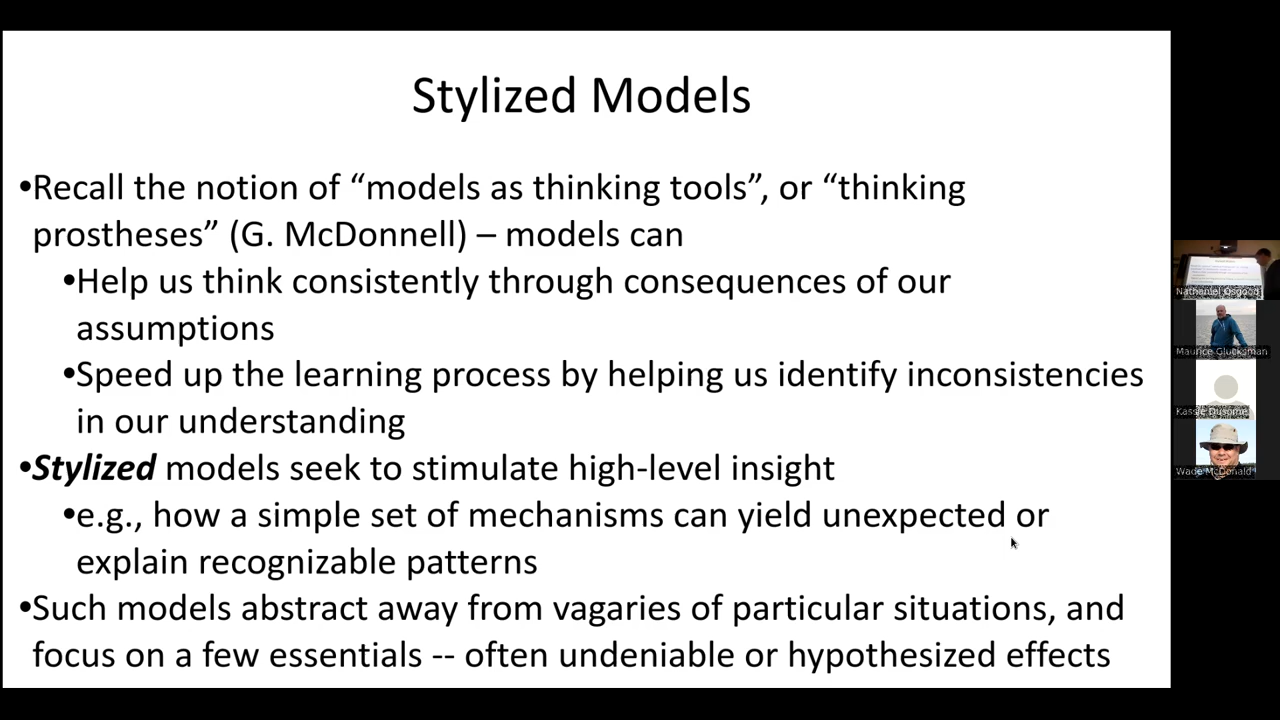 Stylized Models
•Recall the notion of “models as thinking tools”, or “thinking
prostheses” (G. McDonnell) – models can
•Help us think consistently through consequences of our
assumptions
•Speed up the learning process by helping us identify inconsistencies
in our understanding
•Stylized models seek to stimulate high-level insight
•e.g., how a simple set of mechanisms can yield unexpected or
explain recognizable patterns
•Such models abstract away from vagaries of particular situations, and
focus on a few essentials -- often undeniable or hypothesized effects
Nathaniel Osgood
Maurice Glucksman
Kassie Dusome
Wade McDonald